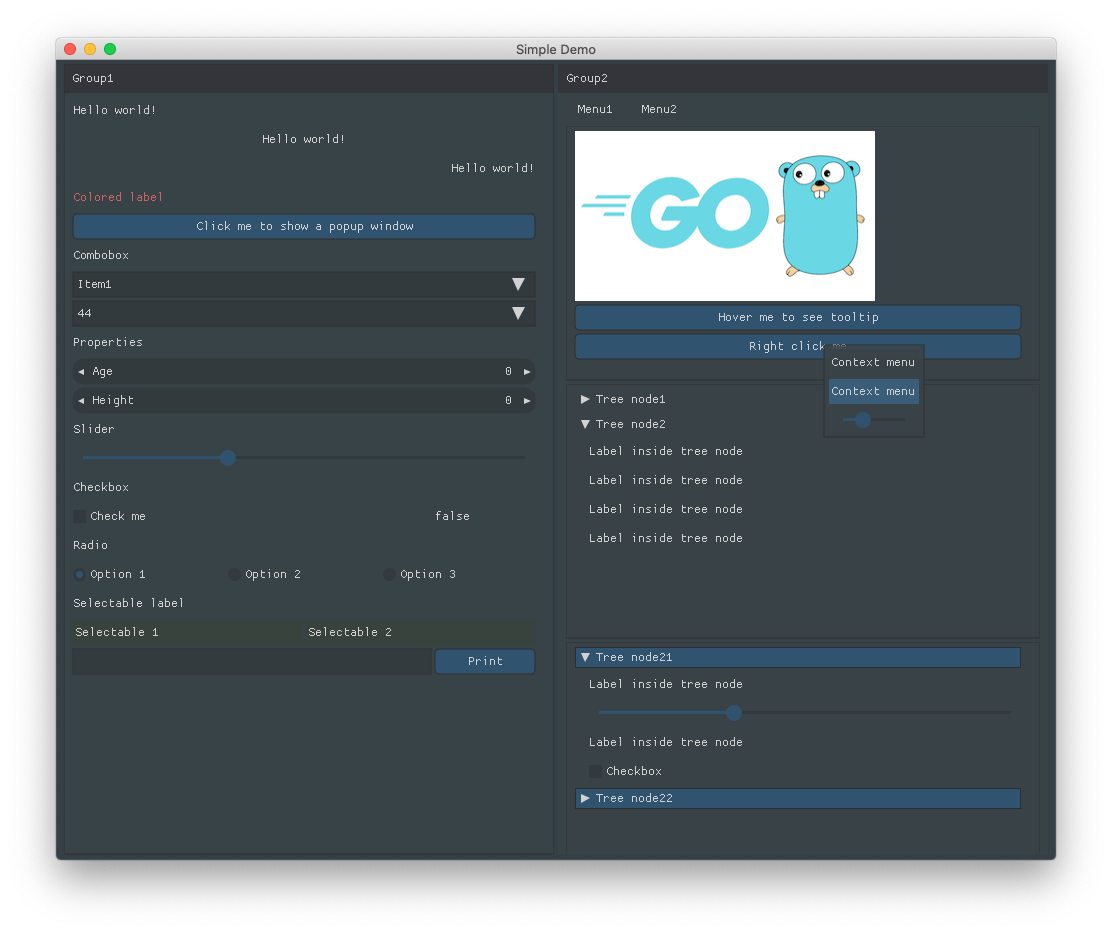 Simple Demo
Group1
Hello world!
Hello world!
Hello world!
Colored label
Click me to show a popup window
Combobox
Item1
44
Properties
Age 0
Height 0
Slider
Checkbox
Check me false
Radio
Option 1 Option 2 Option 3
Selectable label
Selectable 1 Selectable 2
Print
Group2
Menu1 Menu2
GO
Hover me to see tooltip
Right click me
Context menu
Context menu
Tree node1
Tree node2
Label inside tree node
Label inside tree node
Label inside tree node
Label inside tree node
Tree node21
Label inside tree node
Label inside tree node
Checkbox
Tree node22